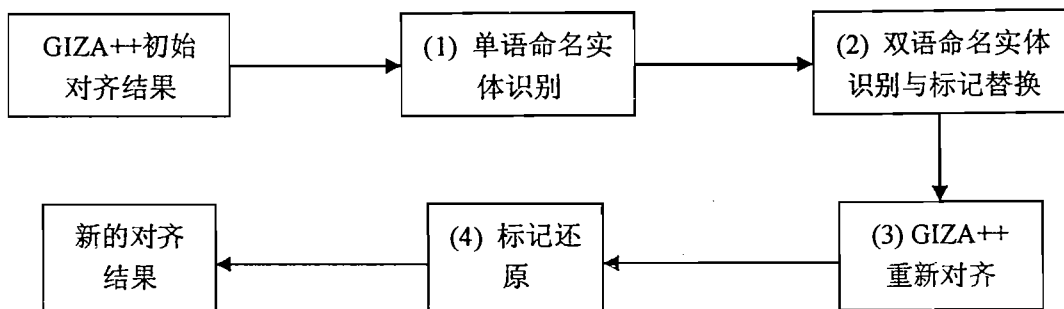 GIZA++初始
对齐结果
(1) 单语命名实
体识别
(2) 双语命名实体
识别与标记替换
(3) GIZA++
重新对齐
(4) 标记还
原
新的对齐
结果